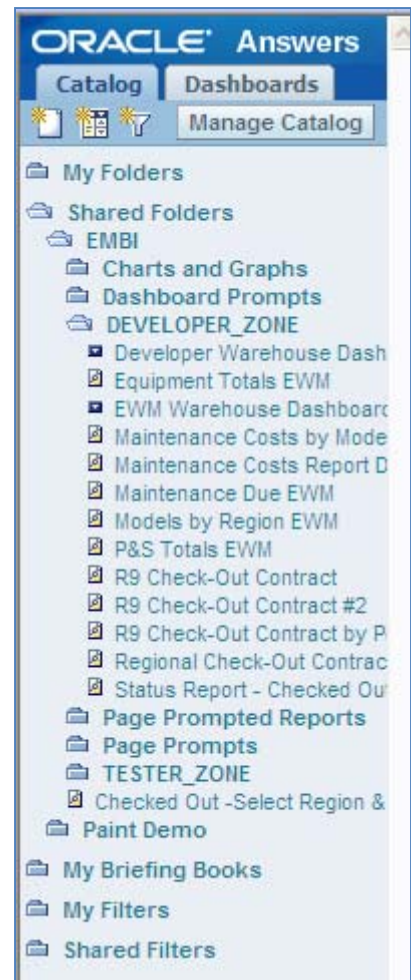 ORACLE Answers
Catalog Dashboards
Manage Catalog
My Folders
Shared Folders
EMBI
Charts and Graphs
Dashboard Prompts
DEVELOPER_ZONE
Developer Warehouse Dash
Equipment Totals EWM
EWM Warehouse Dashboard
Maintenance Costs by Mode
Maintenance Costs Report D
Maintenance Due EWM
Models by Region EWM
P&S Totals EWM
R9 Check-Out Contract
R9 Check-Out Contract #2
R9 Check-Out Contract by P
Regional Check-Out Contrac
Status Report - Checked Ou
Page Prompted Reports
Page Prompts
TESTER_ZONE
Checked Out -Select Region &
Paint Demo
My Briefing Books
My Filters
Shared Filters